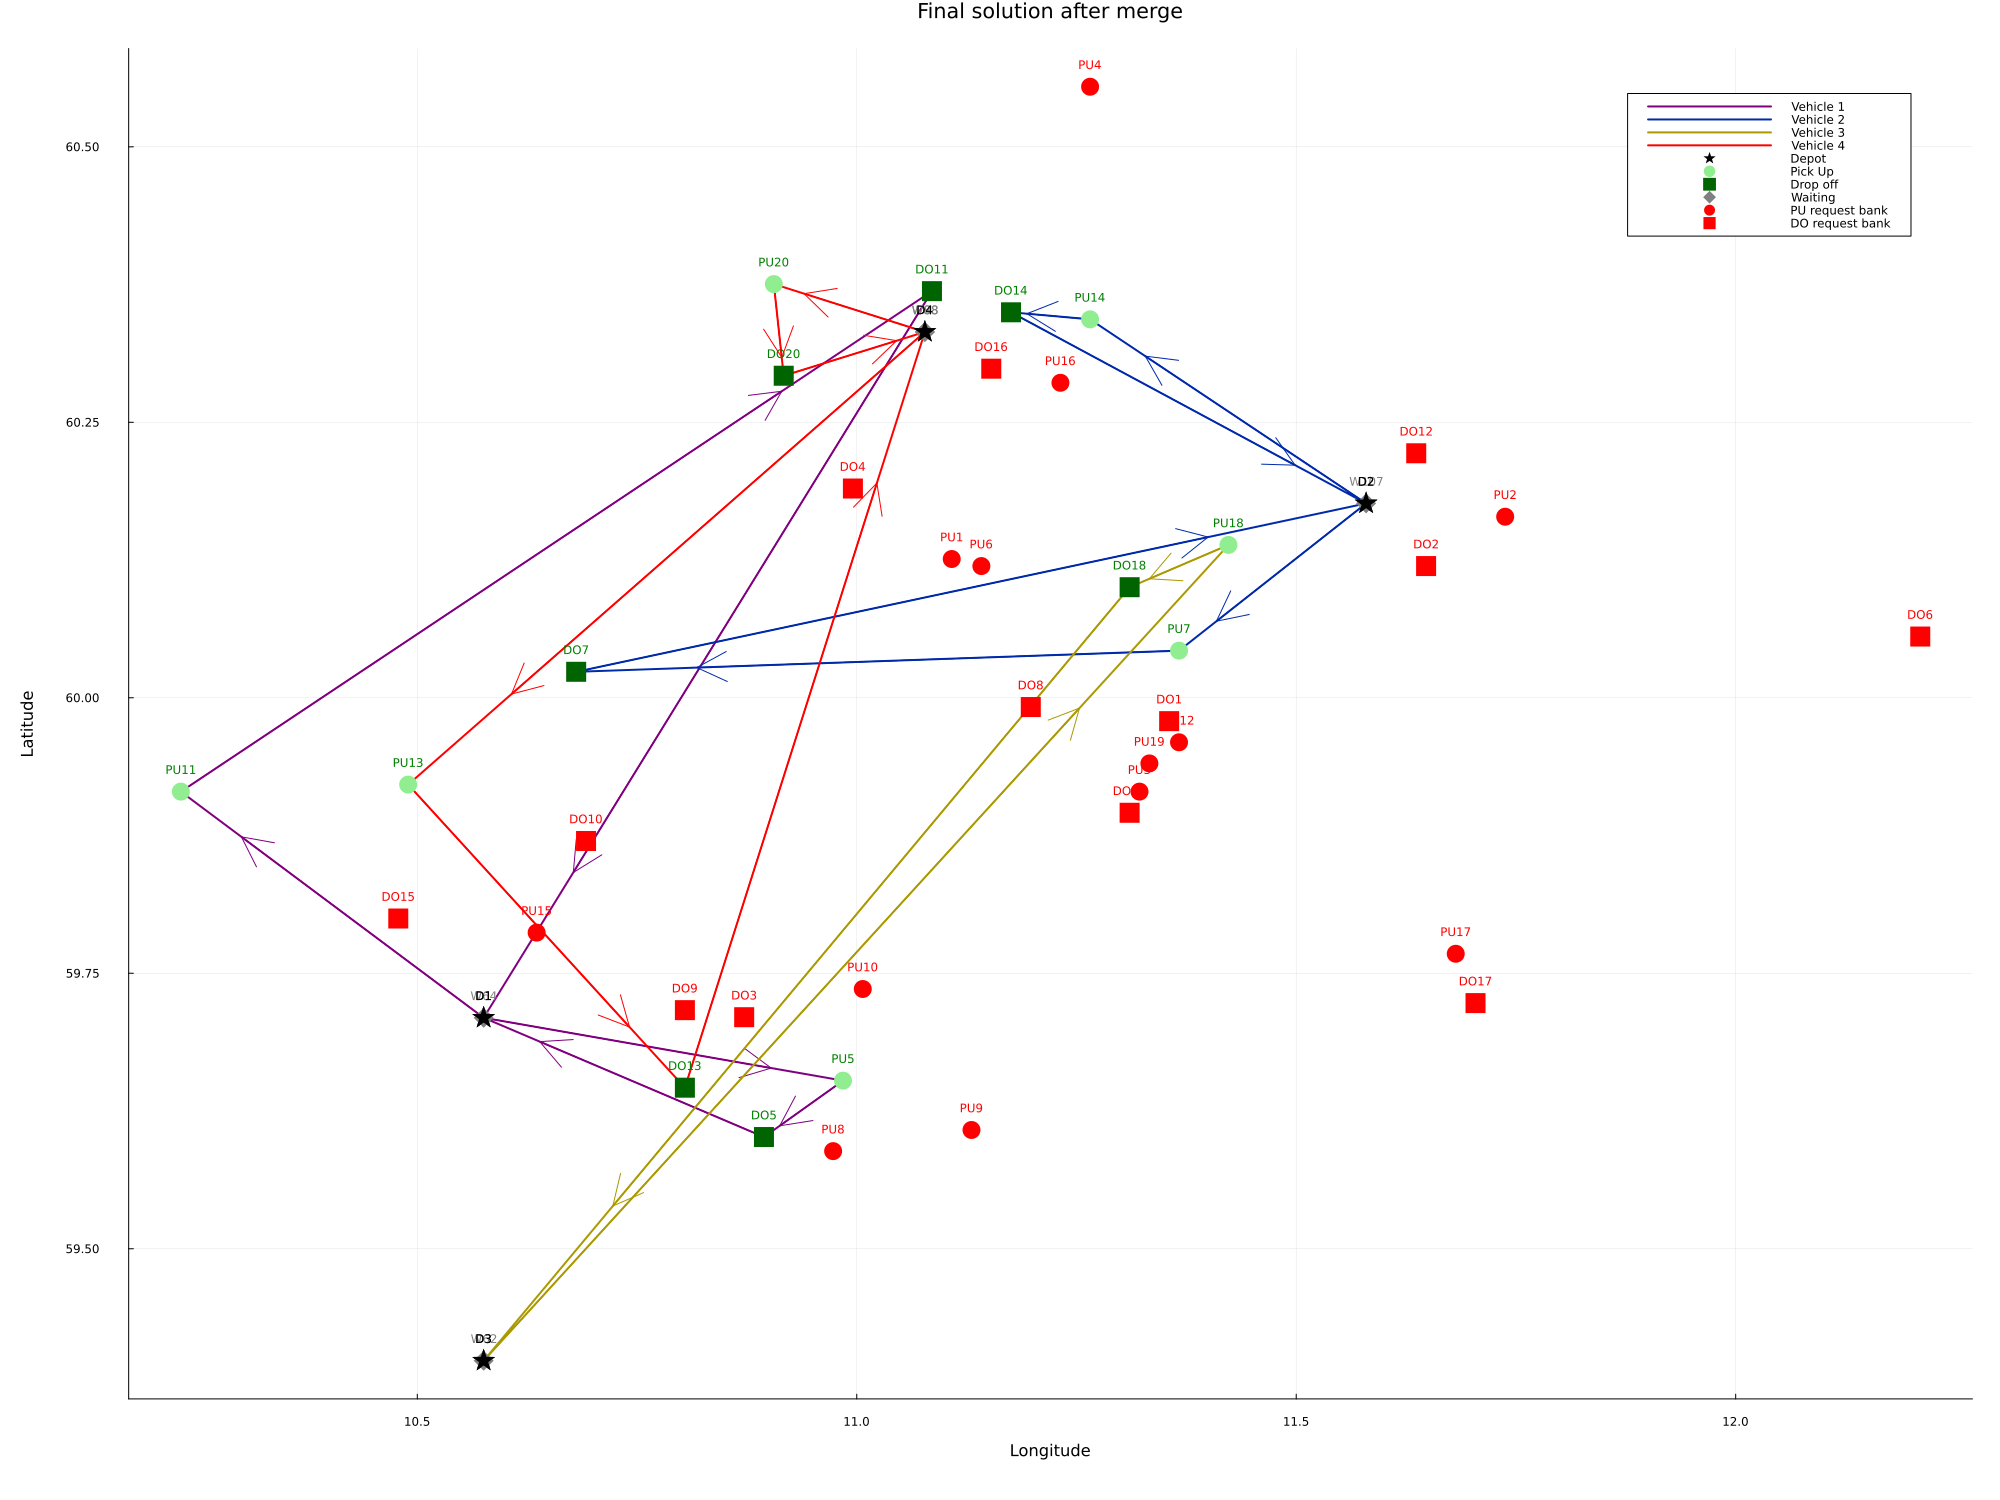 Final solution after merge
PU4
60.50
Vehicle 1
Vehicle 2
Vehicle 3
Vehicle 4
Depot
Pick Up
Drop off
Waiting
PU request bank
DO request bank
PU20
DO11
DO14
PU14
D4
DO20
DO16
PU16
60.25
DO12
DO4
D2
PU2
PU18
PU1
PU6
DO18
DO2
DO6
PU7
DO7
60.00
DO8
DO1
12
PU19
PU11
PU13
DO10
DO15
PU15
PU17
59.75
PU10
DO17
DO9
DO3
D1
PU5
DO13
DO5
PU9
PU8
59.50
D3
10.5
11.0
11.5
12.0
Longitude
Latitude